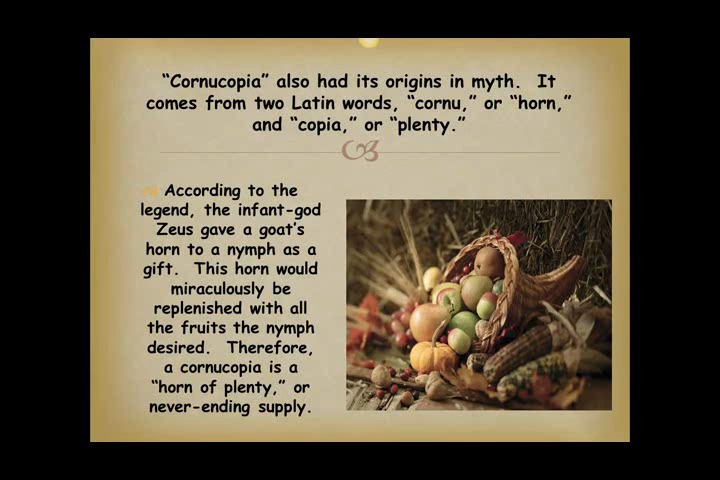 “Cornucopia” also had its origins in myth. It
comes from two Latin words, “cornu,” or “horn,”
and “copia,” or “plenty.”
According to the
legend, the infant-god
Zeus gave a goat’s
horn to a nymph as a
gift. This horn would
miraculously be
replenished with all
the fruits the nymph
desired. Therefore,
a cornucopia is a
“horn of plenty,” or
never-ending supply.